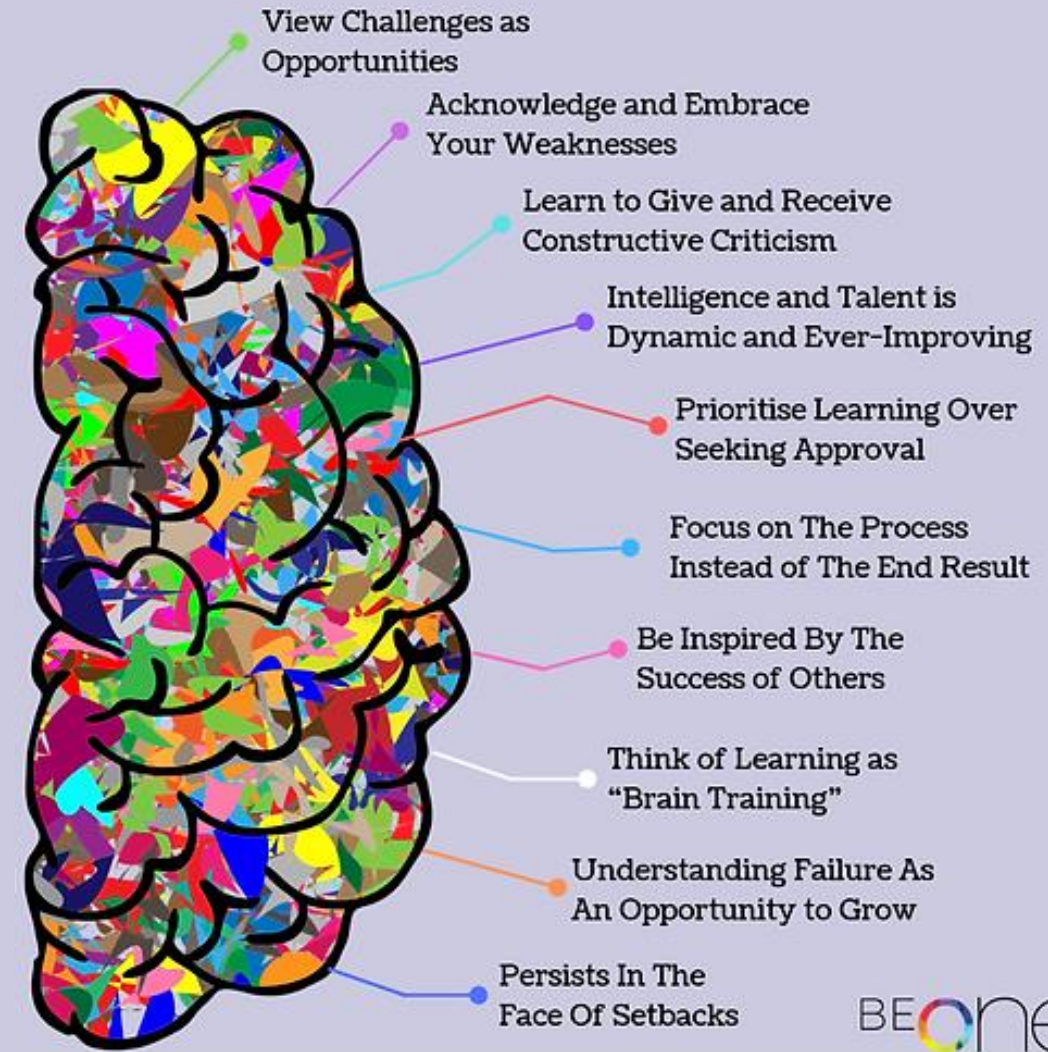 View Challenges as
Opportunities
Acknowledge and Embrace
Your Weaknesses
Learn to Give and Receive
Constructive Criticism
Intelligence and Talent is
Dynamic and Ever-Improving
Prioritise Learning Over
Seeking Approval
Focus on The Process
Instead of The End Result
Be Inspired By The
Success of Others
Think of Learning as
“Brain Training”
Understanding Failure As
An Opportunity to Grow
Persists In The
Face Of Setbacks
BEOne